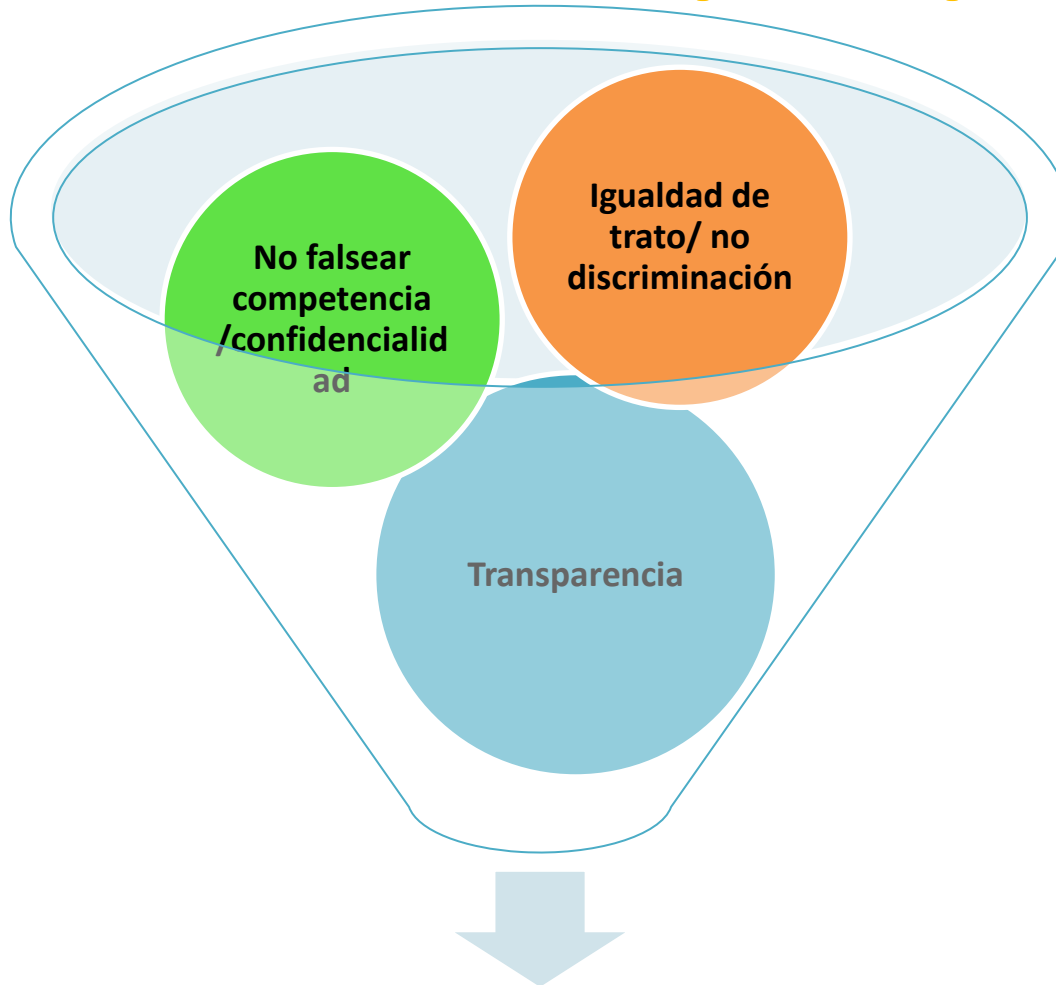 No falsear
competencia
/confidencialid
ad
Igualdad de
trato/ no
discriminación
Transparencia